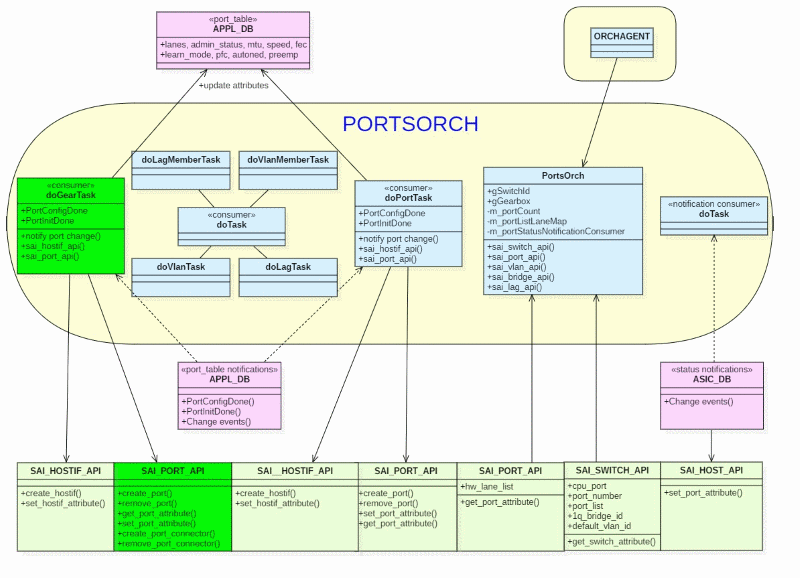 «port_table»
APPL_DB
+lanes, admin_status, mtu, speed, fec
+learn_mode, pfc, autoned, preemp
ORCHAGENT
+update attributes
PORTSORCH
doLagMemberTask
doVlanMemberTask
«consumer»
doTask
doVlanTask
doLagTask
«consumer»
doGearTask
+PortConfigDone
+PortInitDone
+notify port change()
+sai_hostif_api()
+sai_port_api()
«consumer»
doPortTask
+PortConfigDone
+PortInitDone
+notify port change()
+sai_hostif_api()
+sai_port_api()
PortsOrch
+gSwitchId
+gGearbox
-m_portCount
-m_portListLaneMap
-m_portStatusNotificationConsumer
+sai_switch_api()
+sai_port_api()
+sai_vlan_api()
+sai_bridge_api()
+sai_lag_api()
«notification consumer»
doTask
«port_table notifications»
APPL_DB
+PortConfigDone()
+PortInitDone()
+Change events()
«status notifications»
ASIC_DB
+Change events()
SAI_HOSTIF_API
+create_hostif()
+set_hostif_attribute()
SAI_PORT_API
+create_port()
+remove_port()
+get_port_attribute()
+set_port_attribute()
+create_port_connector()
+remove_port_connector()
SAI__HOSTIF_API
+create_hostif()
+set_hostif_attribute()
SAI_PORT_API
+create_port()
+remove_port()
+set_port_attribute()
+get_port_attribute()
SAI_PORT_API
+hw_lane_list
+get_port_attribute()
SAI_SWITCH_API
+cpu_port
+port_number
+port_list
+1q_bridge_id
+default_vlan_id
+get_switch_attribute()
SAI_HOST_API
+set_port_attribute()